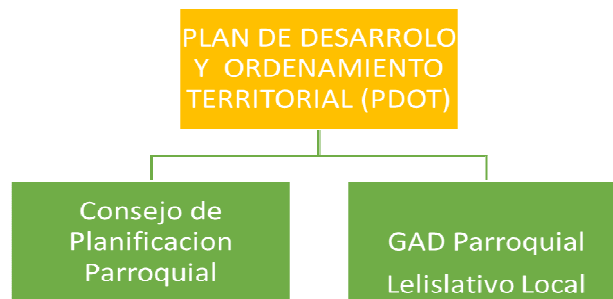 PLAN DE DESARROLO
Y ORDENAMIENTO
TERRITORIAL (PDOT)
Consejo de
Planificacion
Parroquial
GAD Parroquial
Lelislativo Local